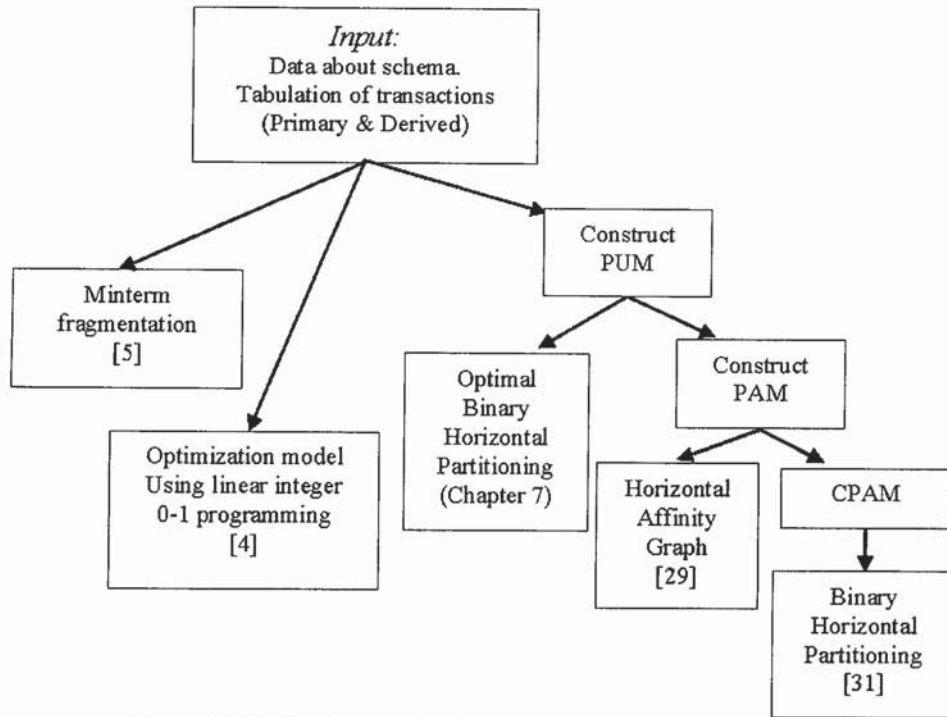 Input:
Data about schema.
Tabulation of transactions
(Primary & Derived)
Construct
PUM
Minterm
fragmentation
[5]
Optimal
Binary
Horizontal
Partitioning
(Chapter 7)
Construct
PAM
Optimization model
Using linear integer
0-1 programming
[4]
Horizontal
Affinity
Graph
[29]
CPAM
Binary
Horizontal
Partitioning
[31]